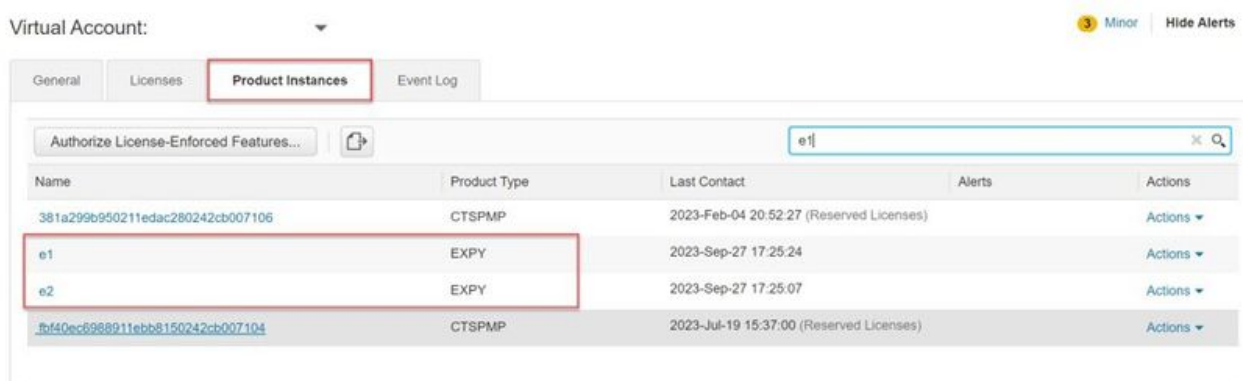 Virtual Account:
3 Minor Hide Alerts
General Licenses Product Instances Event Log
Authorize License-Enforced Features... e1
Name Product Type Last Contact Alerts Actions
381a299b950211edac280242cb007106 CTSPMP 2023-Feb-04 20:52:27 (Reserved Licenses) Actions
e1 EXPY 2023-Sep-27 17:25:24 Actions
e2 EXPY 2023-Sep-27 17:25:07 Actions
fbf40ec6988911ebb8150242cb007104 CTSPMP 2023-Jul-19 15:37:00 (Reserved Licenses) Actions